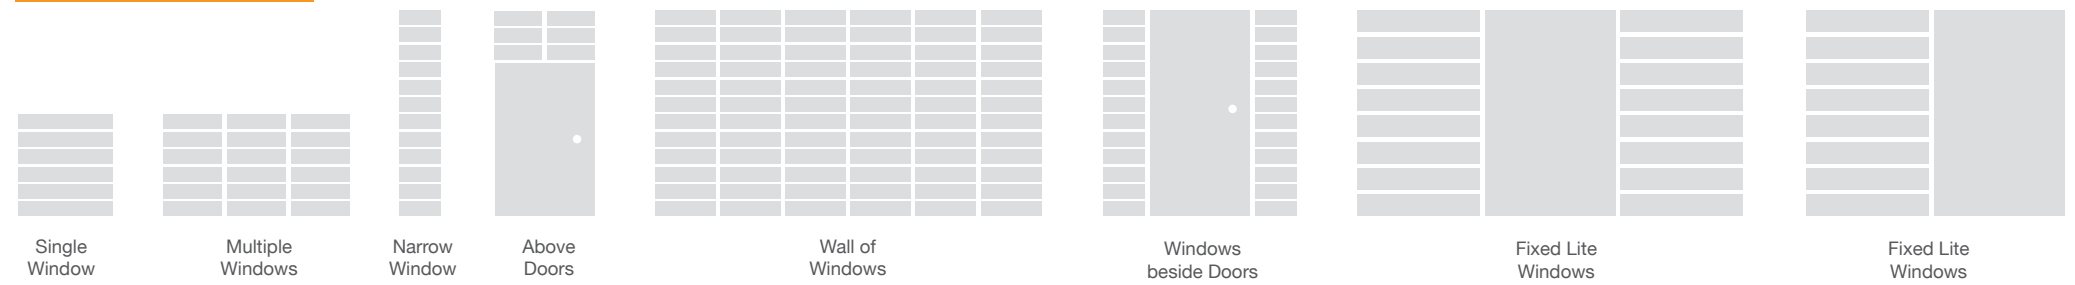 Single
Window
Multiple
Windows
Narrow
Window
Above
Doors
Wall of
Windows
Windows
beside Doors
Fixed Lite
Windows
Fixed Lite
Windows